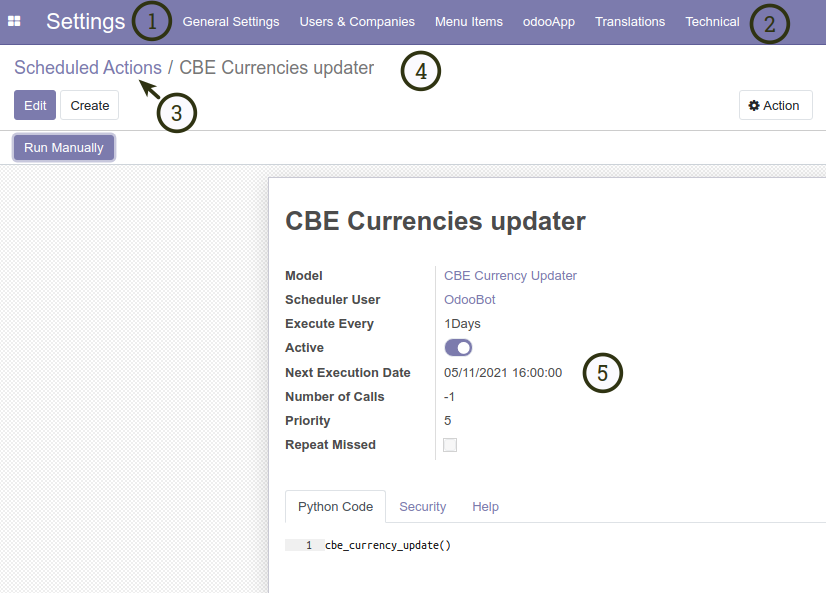 Settings 1 General Settings Users & Companies Menu Items odooApp Translations Technical 2
Scheduled Actions / CBE Currencies updater 4
3
Edit Create Action
Run Manually
CBE Currencies updater
Model CBE Currency Updater
Scheduler User OdooBot
Execute Every 1Days
Active
Next Execution Date 05/11/2021 16:00:00 5
Number of Calls -1
Priority 5
Repeat Missed
Python Code Security Help
1 cbe_currency_update()